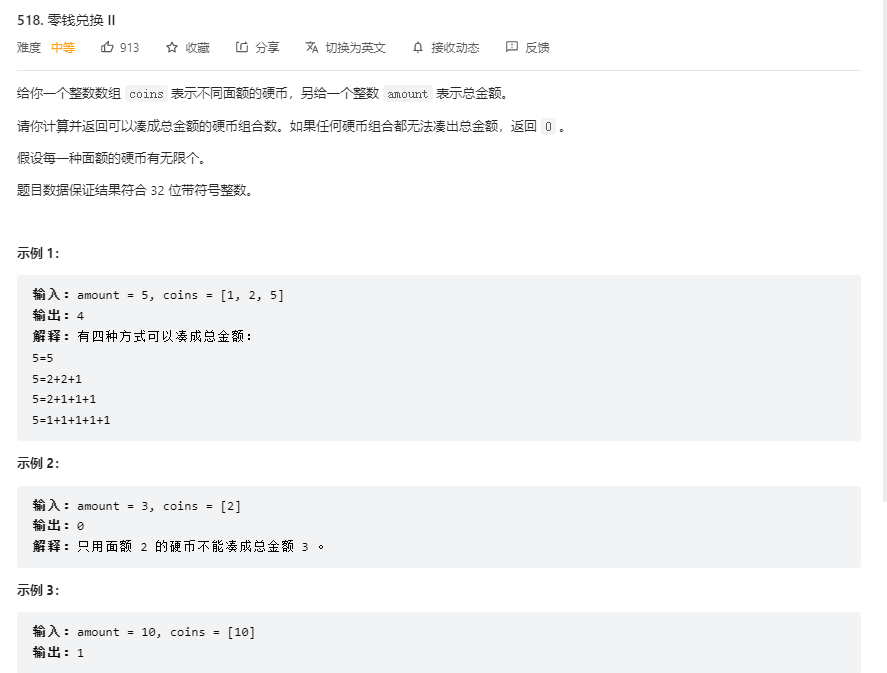 518. 零钱兑换 II
难度 中等 913 收藏 分享 切换为英文 接收动态 反馈
给你一个整数数组 coins 表示不同面额的硬币，另给一个整数 amount 表示总金额。
请你计算并返回可以凑成总金额的硬币组合数。如果任何硬币组合都无法凑出总金额，返回 0 。
假设每一种面额的硬币有无限个。
题目数据保证结果符合 32 位带符号整数。
示例 1：
输入：amount = 5, coins = [1, 2, 5]
输出：4
解释：有四种方式可以凑成总金额：
5=5
5=2+2+1
5=2+1+1+1
5=1+1+1+1+1
示例 2：
输入：amount = 3, coins = [2]
输出：0
解释：只用面额 2 的硬币不能凑成总金额 3 。
示例 3：
输入：amount = 10, coins = [10]
输出：1